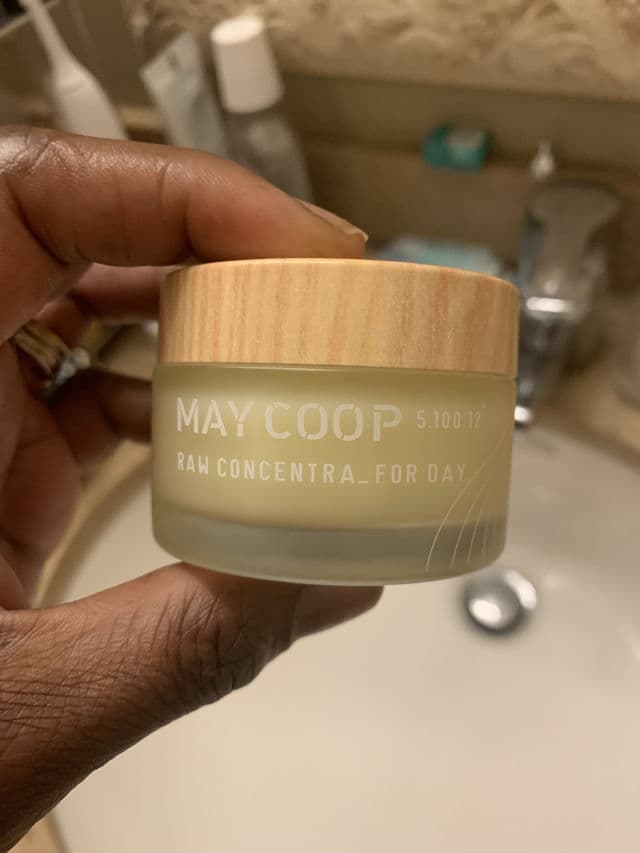 MAY COOP 5.100.12°
RAW CONCENTRA_FOR DAY